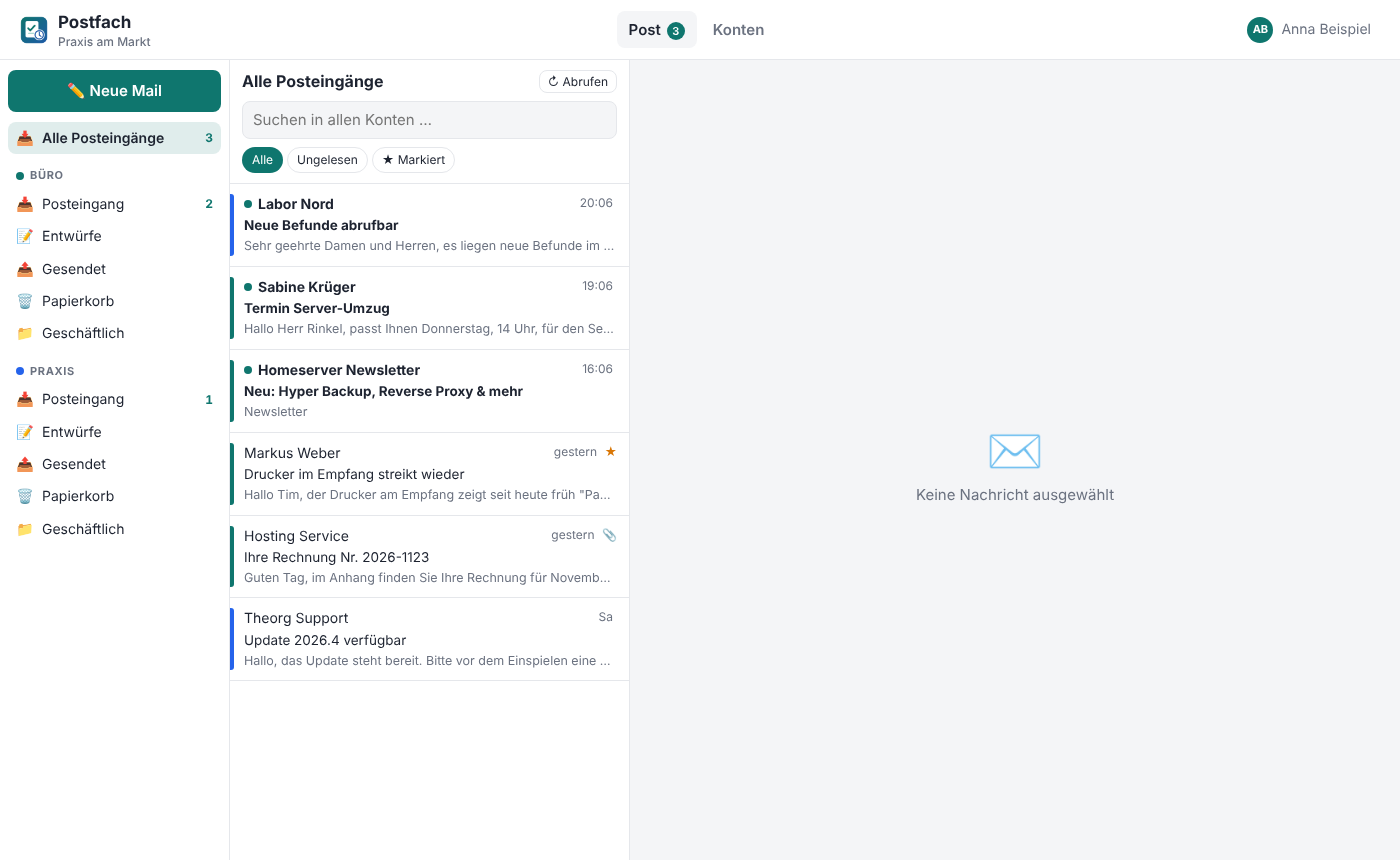 Postfach
Praxis am Markt
Post 3
Konten
AB Anna Beispiel
✏️ Neue Mail
Alle Posteingänge 3
BÜRO
Posteingang 2
Entwürfe
Gesendet
Papierkorb
Geschäftlich
PRAXIS
Posteingang 1
Entwürfe
Gesendet
Papierkorb
Geschäftlich
Alle Posteingänge
↻ Abrufen
Suchen in allen Konten ...
Alle
Ungelesen
★ Markiert
Labor Nord 20:06
Neue Befunde abrufbar
Sehr geehrte Damen und Herren, es liegen neue Befunde im ...
Sabine Krüger 19:06
Termin Server-Umzug
Hallo Herr Rinkel, passt Ihnen Donnerstag, 14 Uhr, für den Se...
Homeserver Newsletter 16:06
Neu: Hyper Backup, Reverse Proxy & mehr
Newsletter
Markus Weber gestern ★
Drucker im Empfang streikt wieder
Hallo Tim, der Drucker am Empfang zeigt seit heute früh "Pa...
Hosting Service gestern
Ihre Rechnung Nr. 2026-1123
Guten Tag, im Anhang finden Sie Ihre Rechnung für Novemb...
Theorg Support Sa
Update 2026.4 verfügbar
Hallo, das Update steht bereit. Bitte vor dem Einspielen eine ...
Keine Nachricht ausgewählt